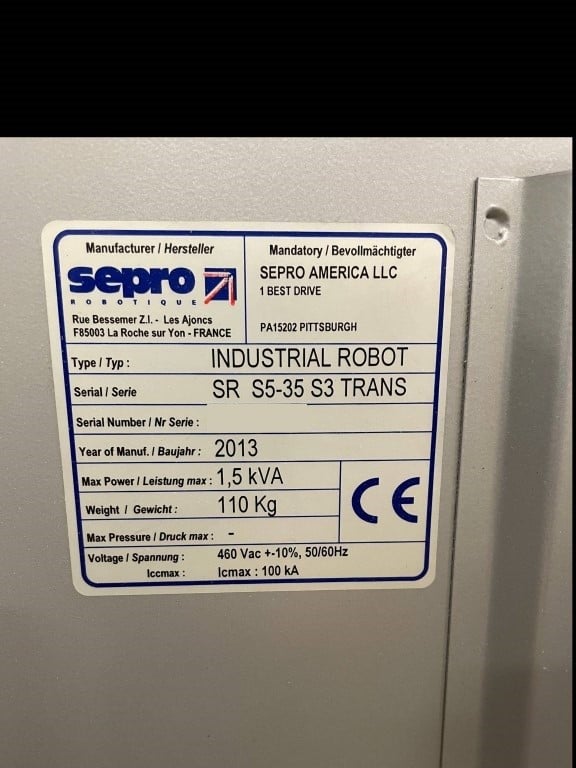 Manufacturer / Hersteller
sepro
ROBOTIQUE
Rue Bessemer Z.I. - Les Ajoncs
F85003 La Roche sur Yon - FRANCE
Mandatory / Bevollmächtigter
SEPRO AMERICA LLC
1 BEST DRIVE
PA15202 PITTSBURGH
Type / Typ : INDUSTRIAL ROBOT
Serial / Serie SR S5-35 S3 TRANS
Serial Number / Nr Serie :
Year of Manuf. / Baujahr : 2013
Max Power / Leistung max : 1,5 kVA
Weight / Gewicht : 110 Kg
Max Pressure / Druck max : -
CE
Voltage / Spannung : 460 Vac +-10%, 50/60Hz
Iccmax : Icmax : 100 kA